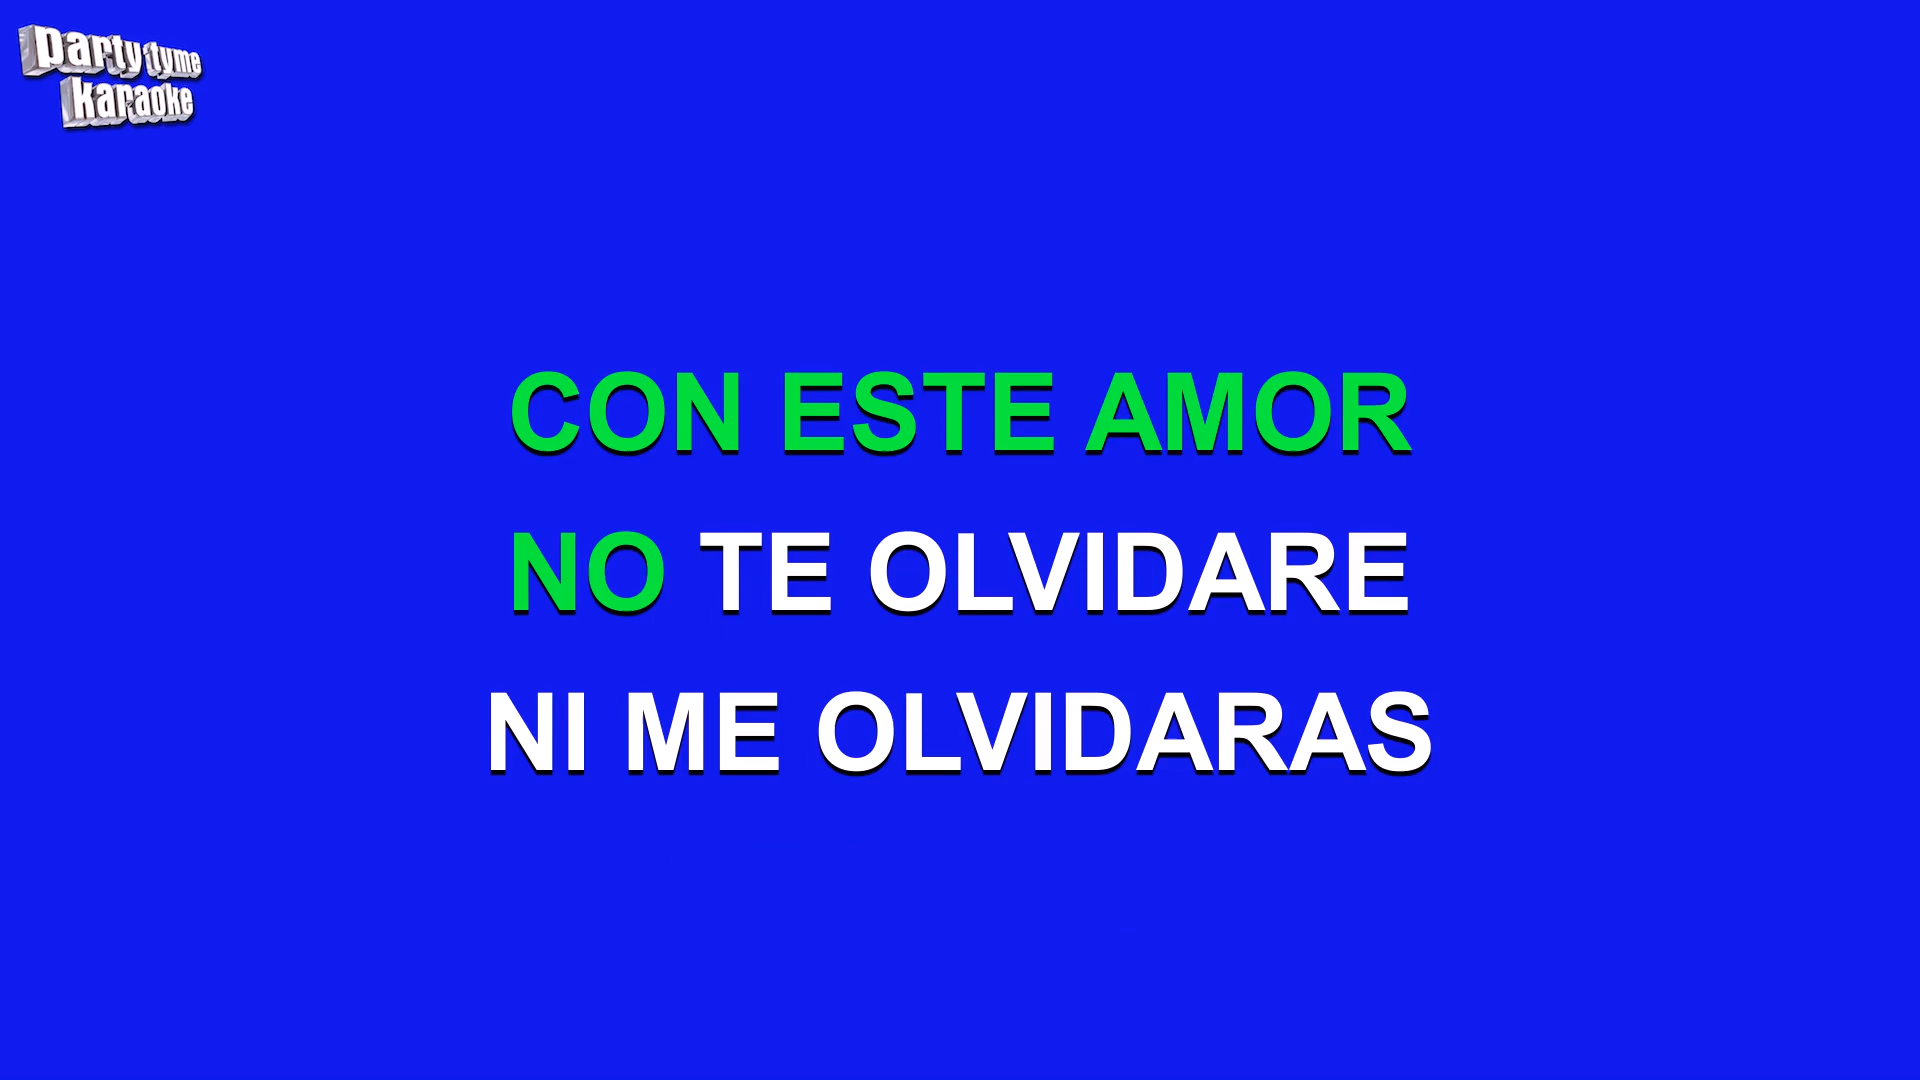 party tyme
karaoke
CON ESTE AMOR
NO TE OLVIDARE
NI ME OLVIDARAS